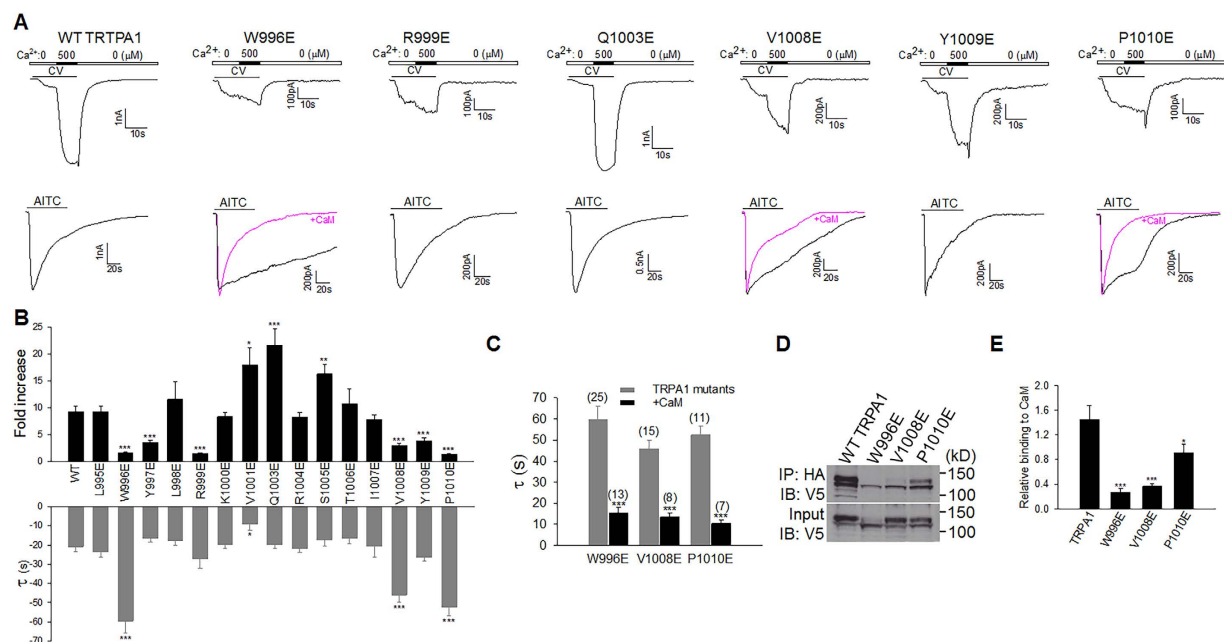 A
WT TRTPA1 W996E R999E Q1003E V1008E Y1009E P1010E
Ca²⁺: 0 500 0 (μM) Ca²⁺: 0 500 0 (μM) Ca²⁺: 0 500 0 (μM) Ca²⁺: 0 500 0 (μM) Ca²⁺: 0 500 0 (μM) Ca²⁺: 0 500 0 (μM) Ca²⁺: 0 500 0 (μM)
CV CV CV CV CV CV CV
1nA 100pA 100pA 1nA 200pA 200pA 100pA
10s 10s 10s 10s 10s 10s 10s
AITC AITC AITC AITC AITC AITC AITC
+CaM +CaM +CaM
1nA 200pA 200pA 0.5nA 200pA 200pA 200pA
20s 20s 20s 20s 20s 20s 20s
B
Fold increase
25
20
15
10
5
0
* *** ** *** *** *** *** *** ***
WT L995E W996E Y997E L998E R999E K1000E V1001E Q1003E R1004E S1005E T1006E I1007E V1008E Y1009E P1010E
τ (s)
0
-10
-20
-30
-40
-50
-60
-70
*** * *** ***
C
TRPA1 mutants
+CaM
τ (s)
70
60
50
40
30
20
10
0
(25) (15) (11)
(13) (8) (7)
*** *** ***
W996E V1008E P1010E
D
WT TRPA1 W996E V1008E P1010E (kD)
IP: HA
IB: V5
150
100
Input
IB: V5
150
100
E
Relative binding to CaM
2.0
1.6
1.2
0.8
0.4
0.0
*** *** *
TRPA1 W996E V1008E P1010E